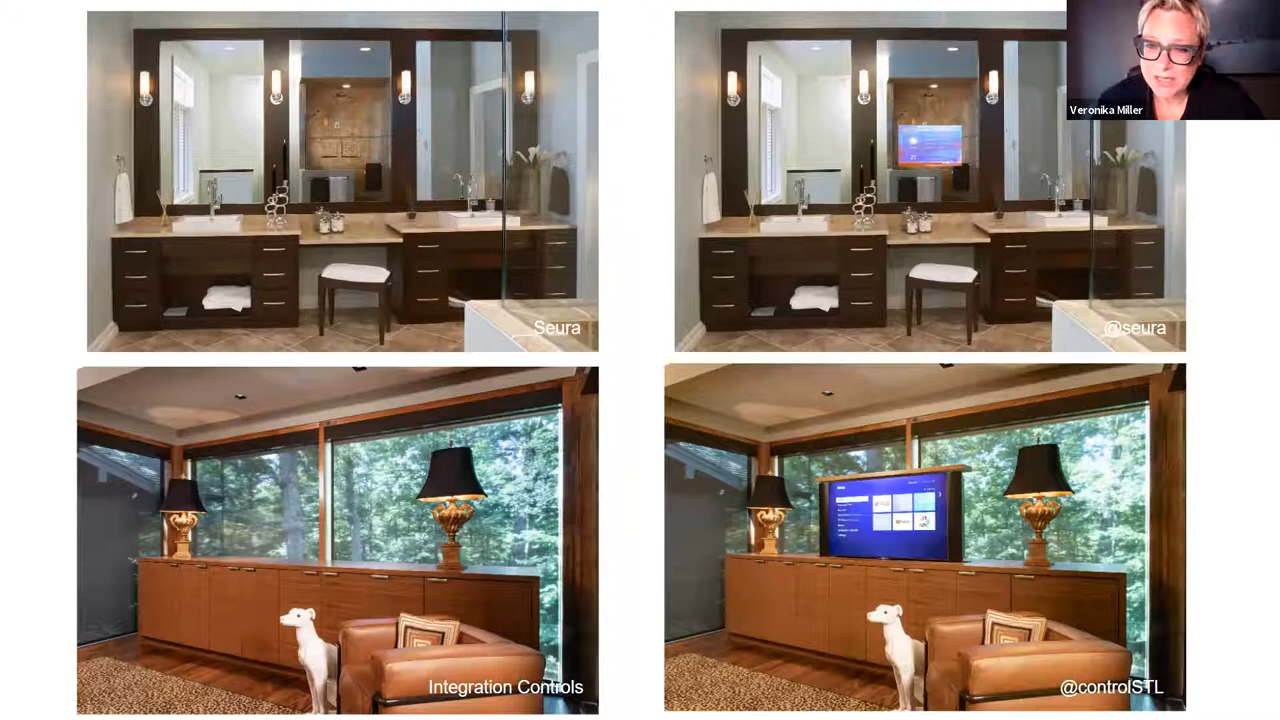 Veronika Miller
Seura
@seura
Integration Controls
@controlSTL